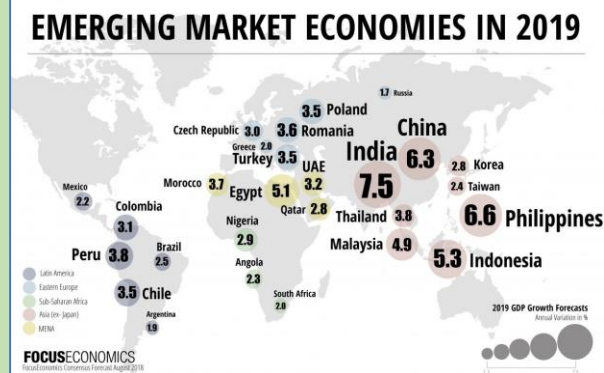 EMERGING MARKET ECONOMIES IN 2019
1.7 Russia
3.5 Poland
Czech Republic 3.0
3.6 Romania
Greece 2.0
Turkey 3.5
China
6.3
India
7.5
2.8 Korea
2.4 Taiwan
UAE
3.2
Morocco 3.7
Egypt 5.1
Qatar 2.8
Mexico
2.2
Colombia
3.1
Nigeria
2.9
Thailand 3.8
6.6 Philippines
Peru 3.8
Brazil
2.5
Malaysia 4.9
5.3 Indonesia
Angola
2.3
3.5 Chile
South Africa
2.0
Argentina
1.9
Latin America
Eastern Europe
Sub-Saharan Africa
Asia (ex- Japan)
MENA
2019 GDP Growth Forecasts
Annual Variation in %
FOCUSECONOMICS
FocusEconomics Consensus Forecast August 2018